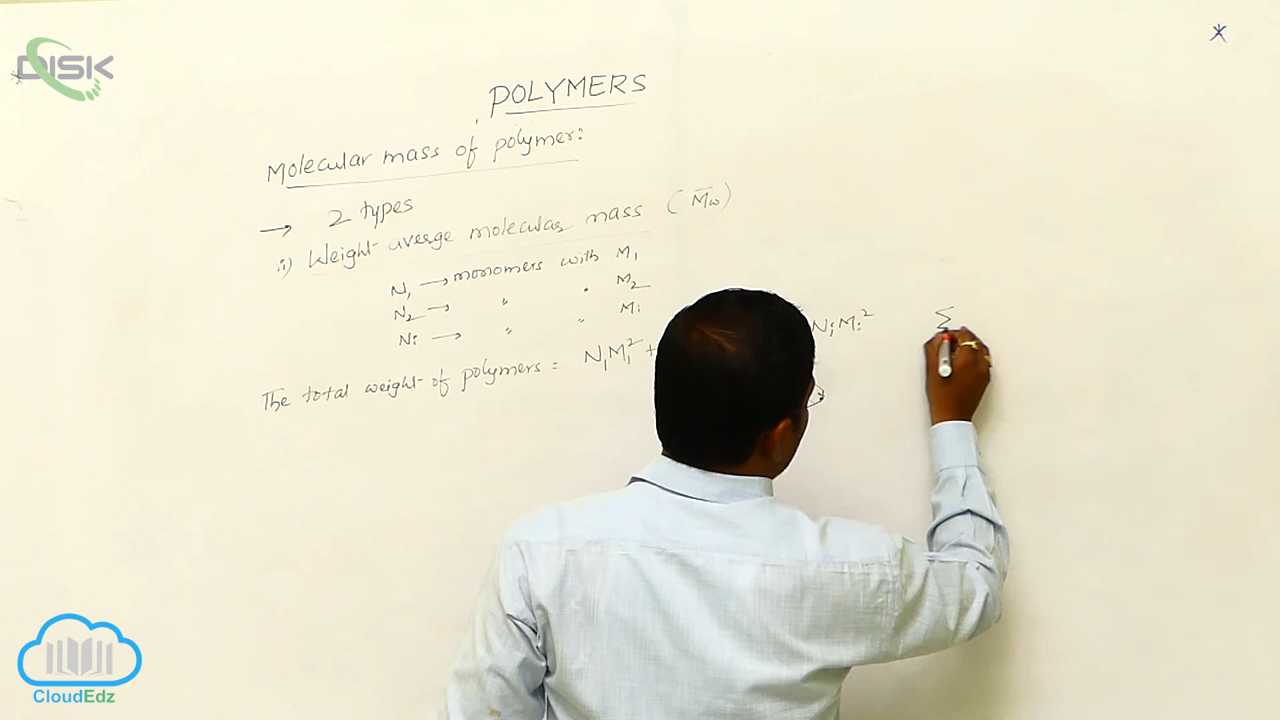 DISK
POLYMERS
Molecular mass of polymer:
→ 2 types
ii) Weight average molecular mass (M̅w)
N₁ → monomers with M₁
N₂ → " " M₂
Ni → " " Mi
The total weight of polymers = N₁M₁² + NiMi² Σ
CloudEdz